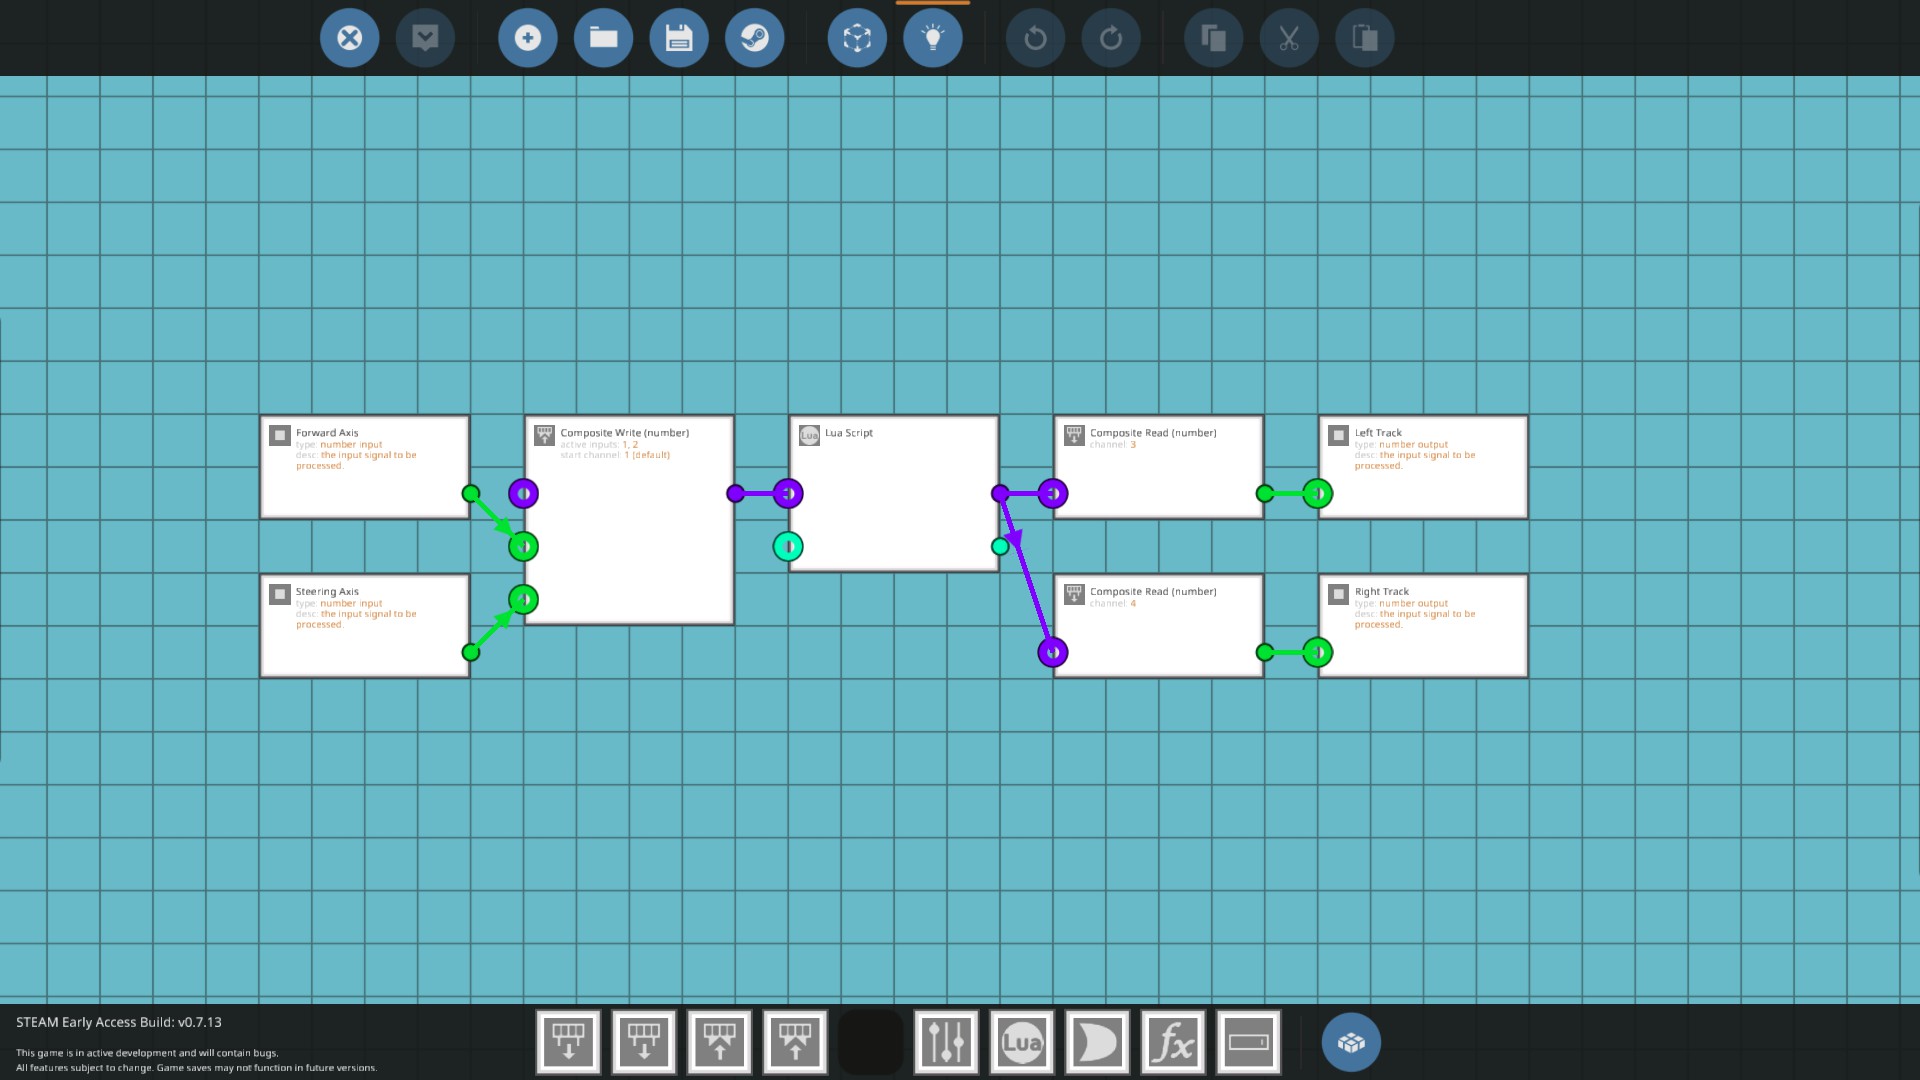 Forward Axis
type: number input
desc: the input signal to be
processed.
Composite Write (number)
active inputs: 1, 2
start channel: 1 (default)
Lua
Lua Script
Composite Read (number)
channel: 3
Left Track
type: number output
desc: the input signal to be
processed.
Steering Axis
type: number input
desc: the input signal to be
processed.
Composite Read (number)
channel: 4
Right Track
type: number output
desc: the input signal to be
processed.
STEAM Early Access Build: v0.7.13
This game is in active development and will contain bugs.
All features subject to change. Game saves may not function in future versions.
Lua
fx